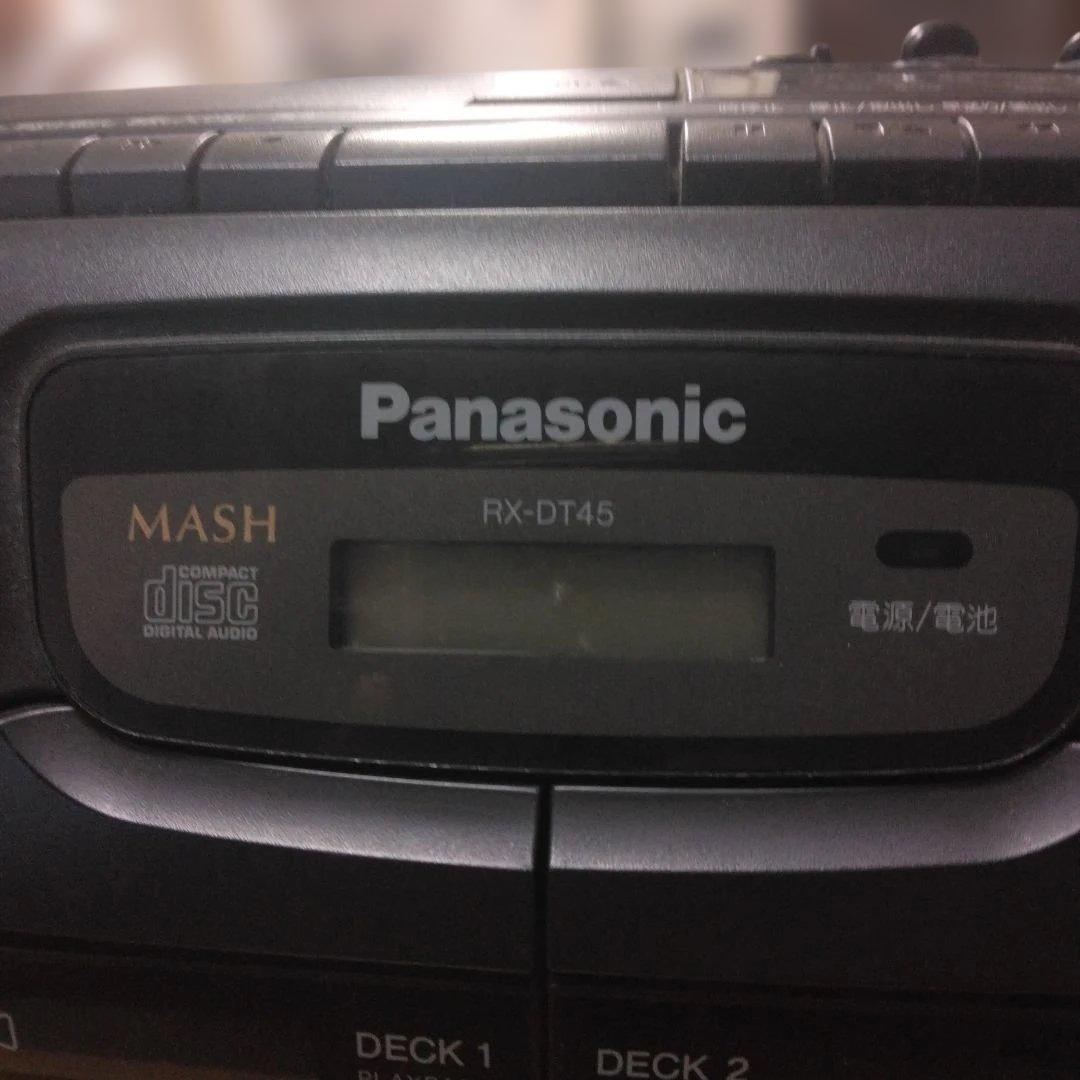 Panasonic
RX-DT45
MASH
COMPACT
disc
DIGITAL AUDIO
電源/電池
DECK 1
DECK 2